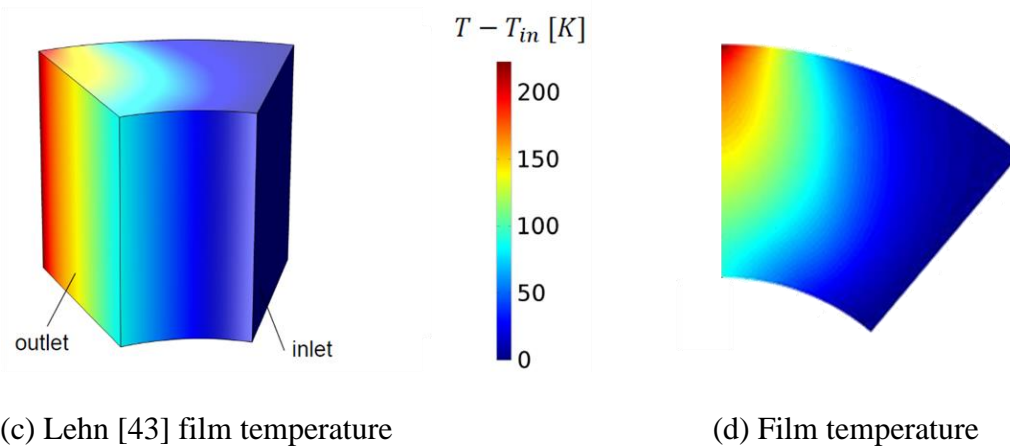 T − T_in [K]
200
150
100
50
0
outlet
inlet
(c) Lehn [43] film temperature
(d) Film temperature